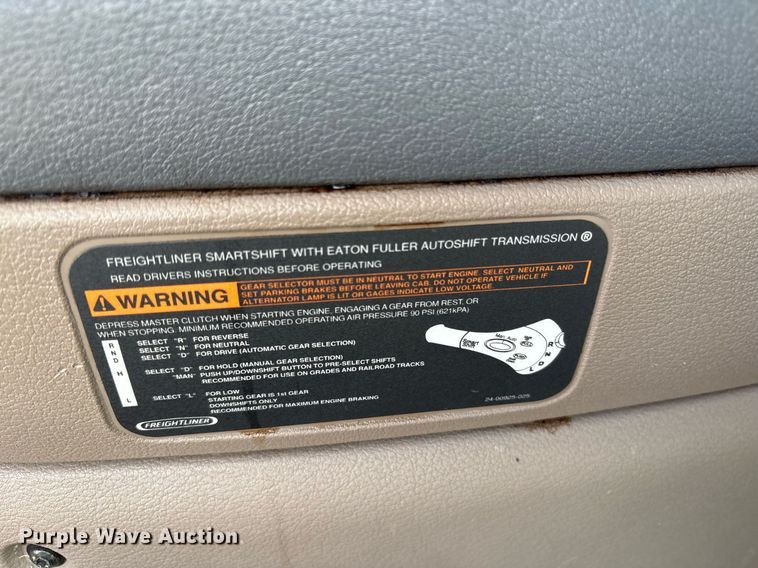 FREIGHTLINER SMARTSHIFT WITH EATON FULLER AUTOSHIFT TRANSMISSION ®
READ DRIVERS INSTRUCTIONS BEFORE OPERATING
WARNING
GEAR SELECTOR MUST BE IN NEUTRAL TO START ENGINE. SELECT NEUTRAL AND
SET PARKING BRAKES BEFORE LEAVING CAB. DO NOT OPERATE VEHICLE IF
ALTERNATOR LAMP IS LIT OR GAGES INDICATE LOW VOLTAGE.
DEPRESS MASTER CLUTCH WHEN STARTING ENGINE, ENGAGING A GEAR FROM REST, OR
WHEN STOPPING. MINIMUM RECOMMENDED OPERATING AIR PRESSURE 90 PSI (621kPA)
R SELECT "R" FOR REVERSE
N SELECT "N" FOR NEUTRAL
D SELECT "D" FOR DRIVE (AUTOMATIC GEAR SELECTION)
H SELECT "D" FOR HOLD (MANUAL GEAR SELECTION)
"MAN" PUSH UP/DOWNSHIFT BUTTON TO PRE-SELECT SHIFTS
RECOMMENDED FOR USE ON GRADES AND RAILROAD TRACKS
L SELECT "L" FOR LOW
STARTING GEAR IS 1st GEAR
DOWNSHIFTS ONLY
RECOMMENDED FOR MAXIMUM ENGINE BRAKING
R
N
D
L
FREIGHTLINER
24-00925-025
Purple Wave Auction